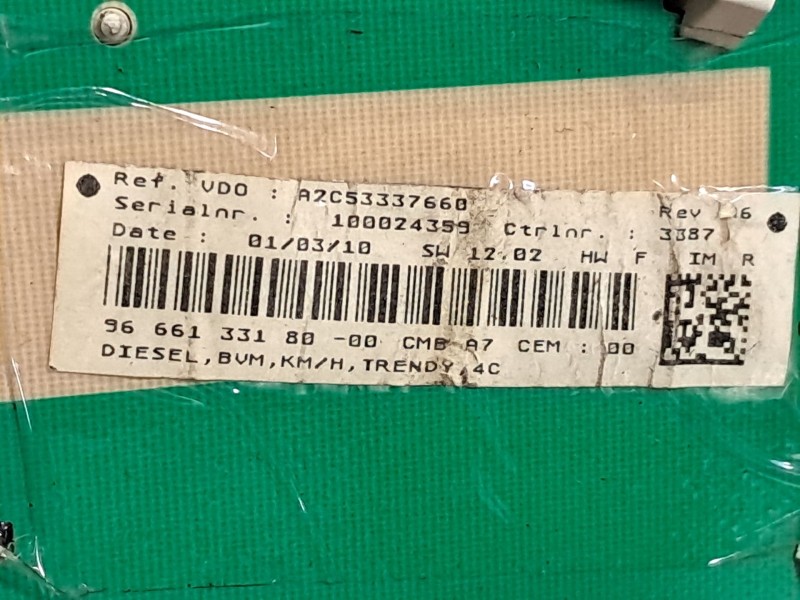 Ref. VDO : A2C53337660
Serialnr. : 100024359 Ctrlnr. : 3387 Rev
Date : 01/03/10 SW 12.02 HW F IM R
96 661 331 80 -00 CMB A7 CEM : 00
DIESEL,BVM,KM/H,TRENDY,4C